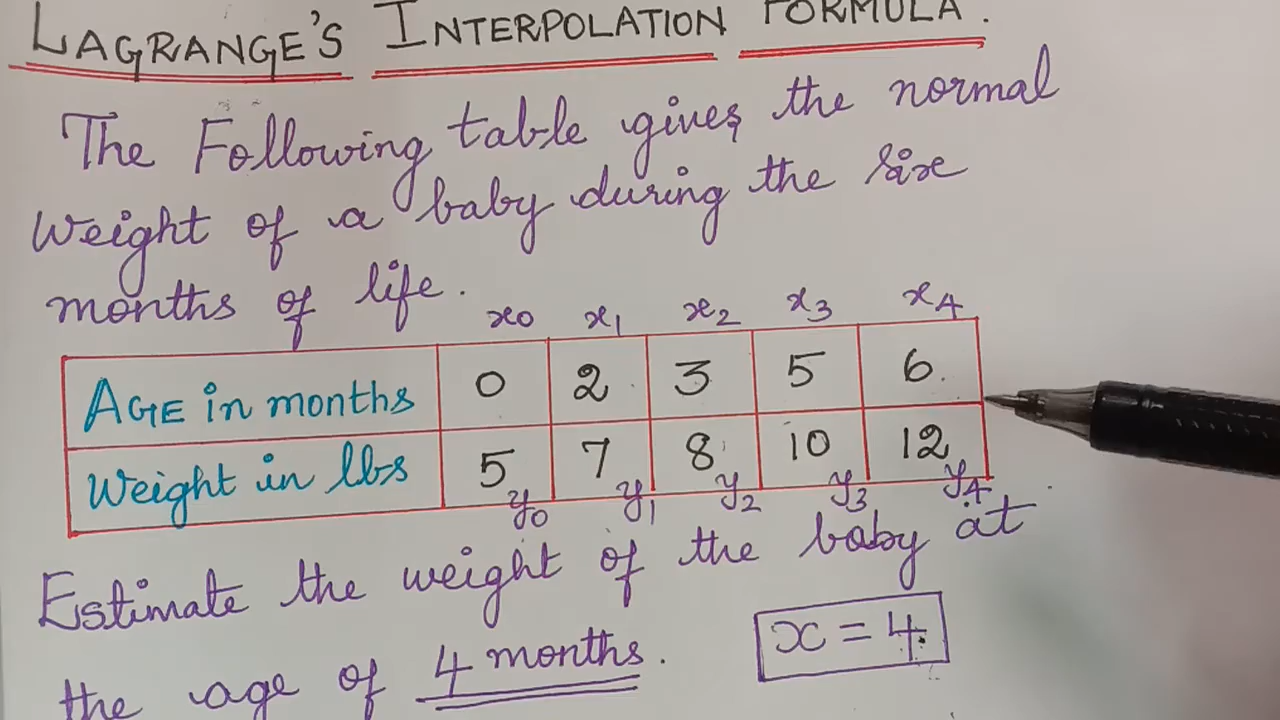 LAGRANGE'S INTERPOLATION FORMULA.
The Following table gives the normal
weight of a baby during the six
months of life.
x0 x1 x2 x3 x4
AGE in months 0 2 3 5 6
Weight in lbs 5 7 8 10 12
y0 y1 y2 y3 y4
Estimate the weight of the baby at
the age of 4 months. x = 4.